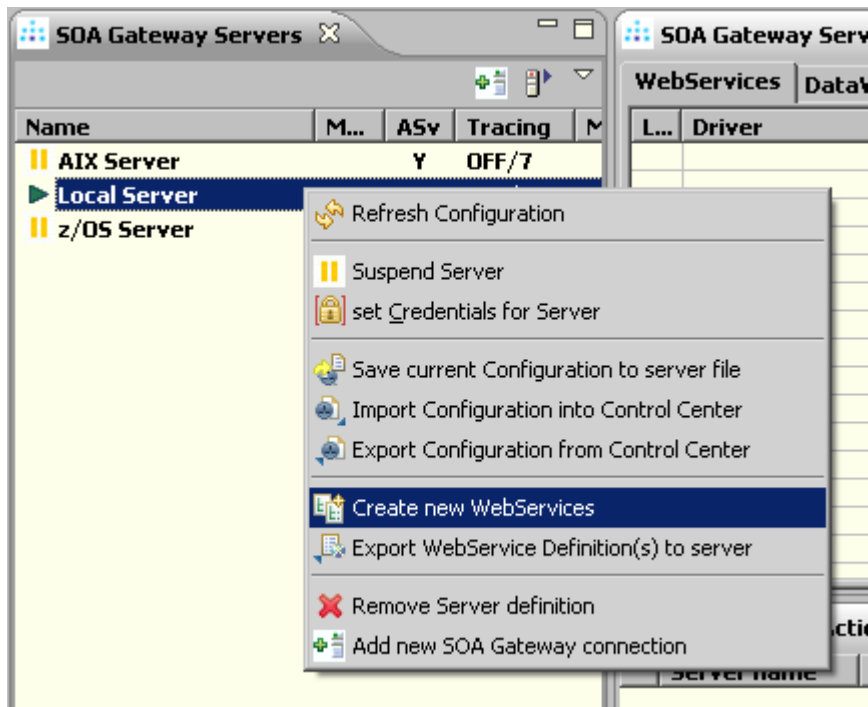 SOA Gateway Servers
SOA Gateway Serv
WebServices
Name M... ASv Tracing M
L... Driver
AIX Server Y OFF/7
Local Server
z/OS Server
Refresh Configuration
Suspend Server
set Credentials for Server
Save current Configuration to server file
Import Configuration into Control Center
Export Configuration from Control Center
Create new WebServices
Export WebService Definition(s) to server
Remove Server definition
Add new SOA Gateway connection
Server name